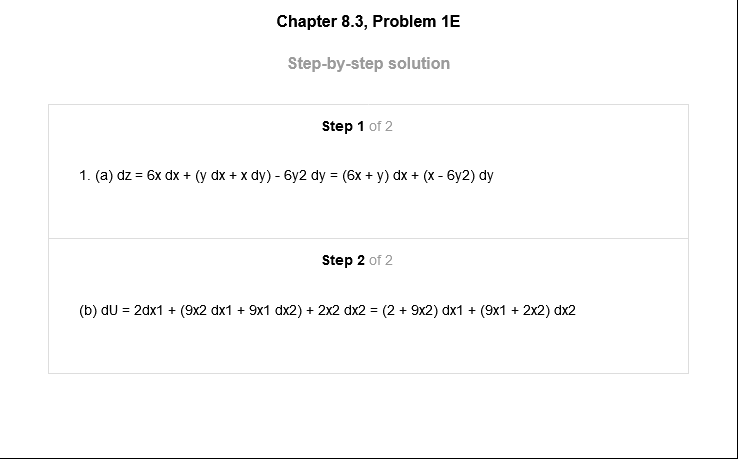 Chapter 8.3, Problem 1E
Step-by-step solution
Step 1 of 2
1. (a) dz = 6x dx + (y dx + x dy) - 6y2 dy = (6x + y) dx + (x - 6y2) dy
Step 2 of 2
(b) dU = 2dx1 + (9x2 dx1 + 9x1 dx2) + 2x2 dx2 = (2 + 9x2) dx1 + (9x1 + 2x2) dx2